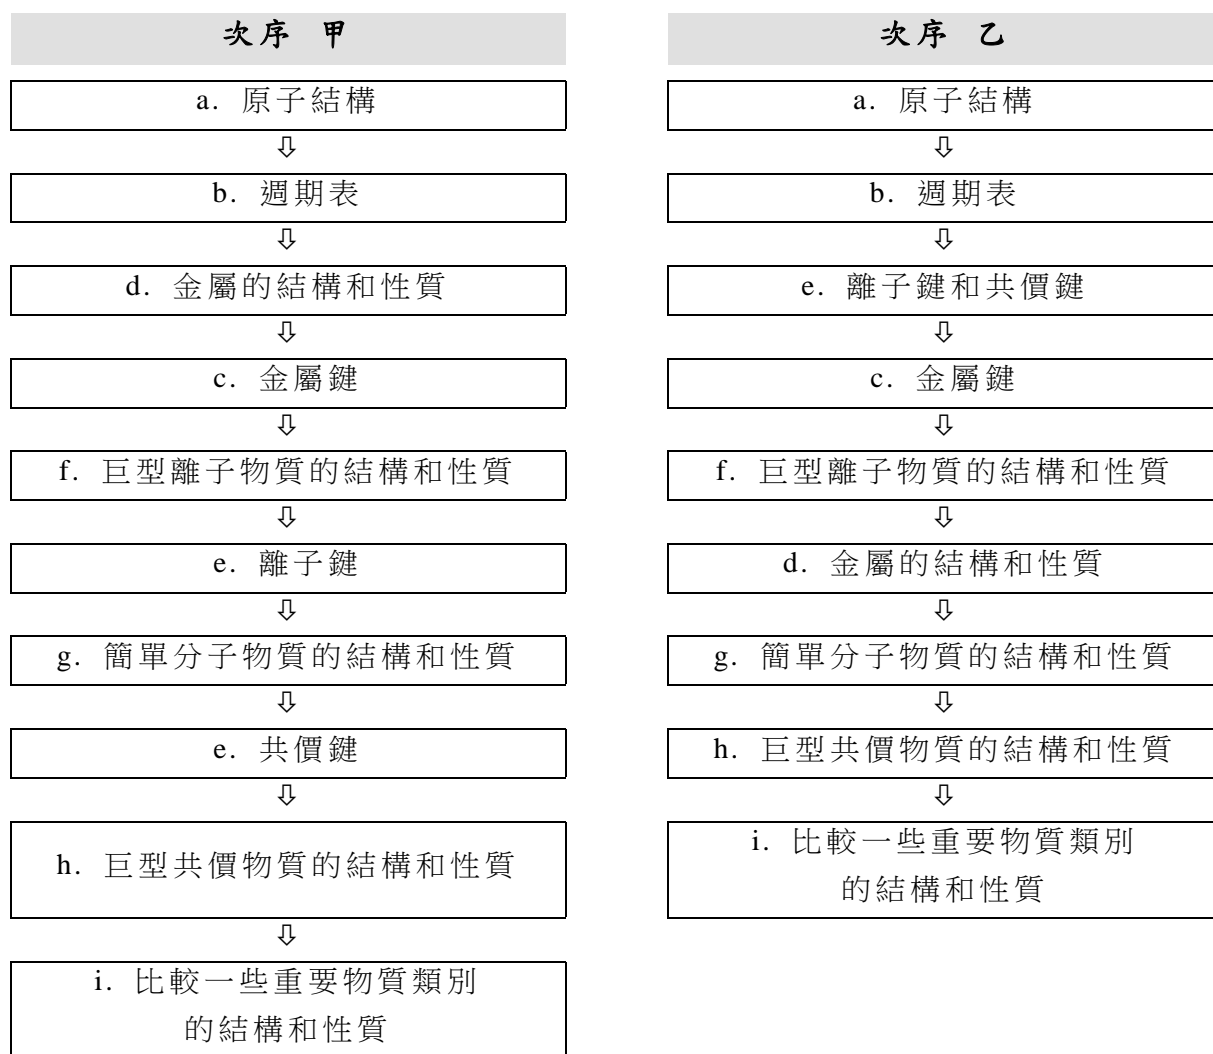 次序 甲
a. 原子結構
⇩
b. 週期表
⇩
d. 金屬的結構和性質
⇩
c. 金屬鍵
⇩
f. 巨型離子物質的結構和性質
⇩
e. 離子鍵
⇩
g. 簡單分子物質的結構和性質
⇩
e. 共價鍵
⇩
h. 巨型共價物質的結構和性質
⇩
i. 比較一些重要物質類別
的結構和性質
次序 乙
a. 原子結構
⇩
b. 週期表
⇩
e. 離子鍵和共價鍵
⇩
c. 金屬鍵
⇩
f. 巨型離子物質的結構和性質
⇩
d. 金屬的結構和性質
⇩
g. 簡單分子物質的結構和性質
⇩
h. 巨型共價物質的結構和性質
⇩
i. 比較一些重要物質類別
的結構和性質